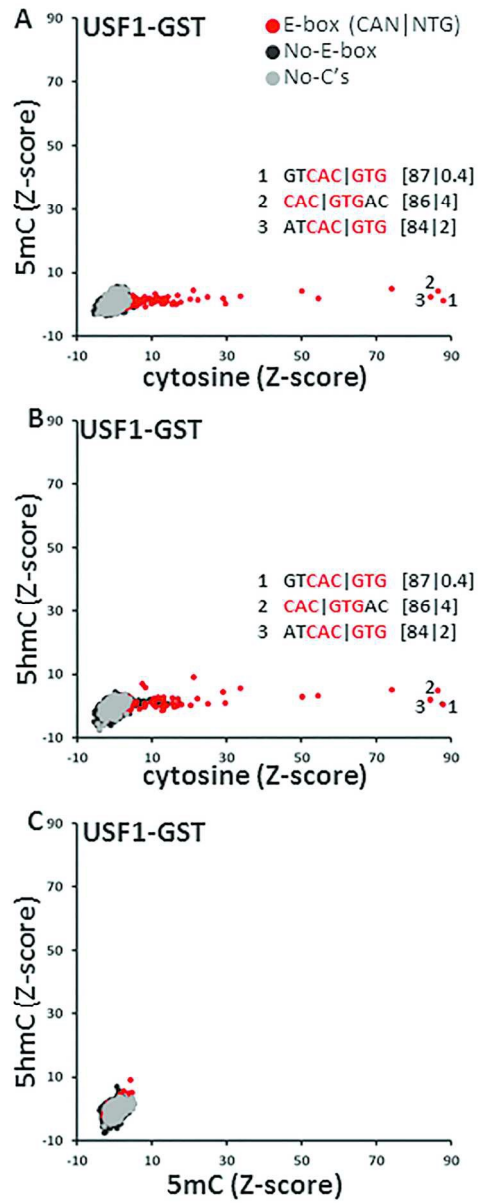 A
USF1-GST
E-box (CAN|NTG)
No-E-box
No-C's
1 GTCAC|GTG [87|0.4]
2 CAC|GTGAC [86|4]
3 ATCAC|GTG [84|2]
90
70
50
30
10
-10
5mC (Z-score)
2
3 1
-10 10 30 50 70 90
cytosine (Z-score)
B
USF1-GST
1 GTCAC|GTG [87|0.4]
2 CAC|GTGAC [86|4]
3 ATCAC|GTG [84|2]
90
70
50
30
10
-10
5hmC (Z-score)
2
3 1
-10 10 30 50 70 90
cytosine (Z-score)
C
USF1-GST
90
70
50
30
10
-10
5hmC (Z-score)
-10 10 30 50 70 90
5mC (Z-score)